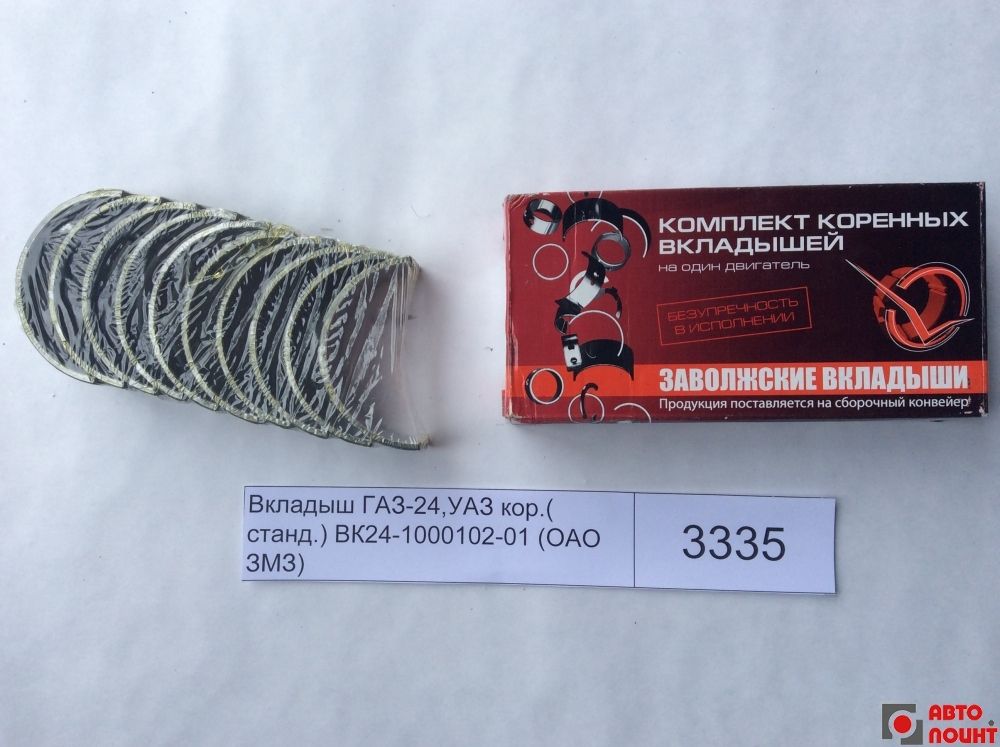 КОМПЛЕКТ КОРЕННЫХ
ВКЛАДЫШЕЙ
на один двигатель
БЕЗУПРЕЧНОСТЬ
В ИСПОЛНЕНИИ
ЗАВОЛЖСКИЕ ВКЛАДЫШИ
Продукция поставляется на сборочный конвейер
Вкладыш ГАЗ-24,УАЗ кор.(
станд.) ВК24-1000102-01 (ОАО
ЗМЗ)
3335
АВТО
ПОИНТ.